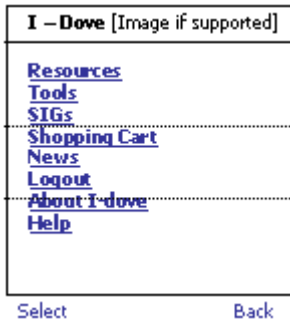 I – Dove [Image if supported]
Resources
Tools
SIGs
Shopping Cart
News
Logout
About I-dove
Help
Select Back